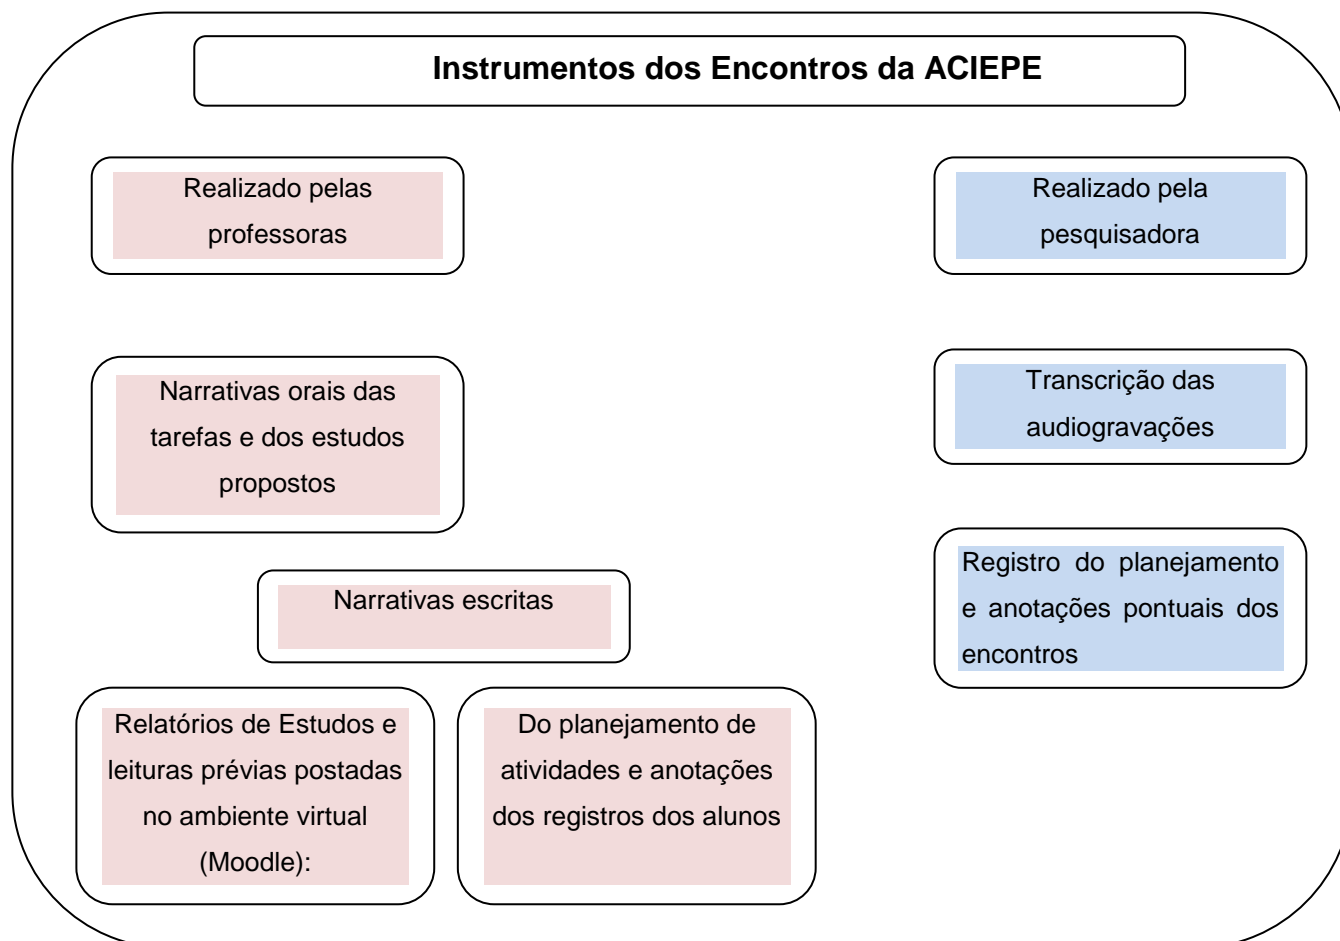 Instrumentos dos Encontros da ACIEPE
Realizado pelas
professoras
Realizado pela
pesquisadora
Narrativas orais das
tarefas e dos estudos
propostos
Transcrição das
audiogravações
Narrativas escritas
Registro do planejamento
e anotações pontuais dos
encontros
Relatórios de Estudos e
leituras prévias postadas
no ambiente virtual
(Moodle):
Do planejamento de
atividades e anotações
dos registros dos alunos